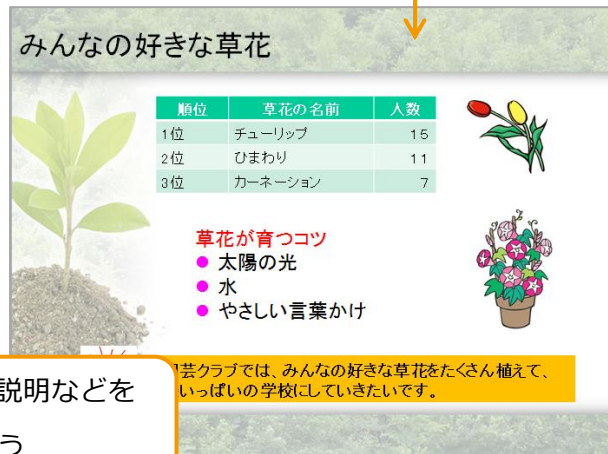 みんなの好きな草花
順位 草花の名前 人数
1位 チューリップ 15
2位 ひまわり 11
3位 カーネーション 7
草花が育つコツ
● 太陽の光
● 水
● やさしい言葉かけ
芸クラブでは、みんなの好きな草花をたくさん植えて、
いっぱいの学校にしていきたいです。
説明などを
う